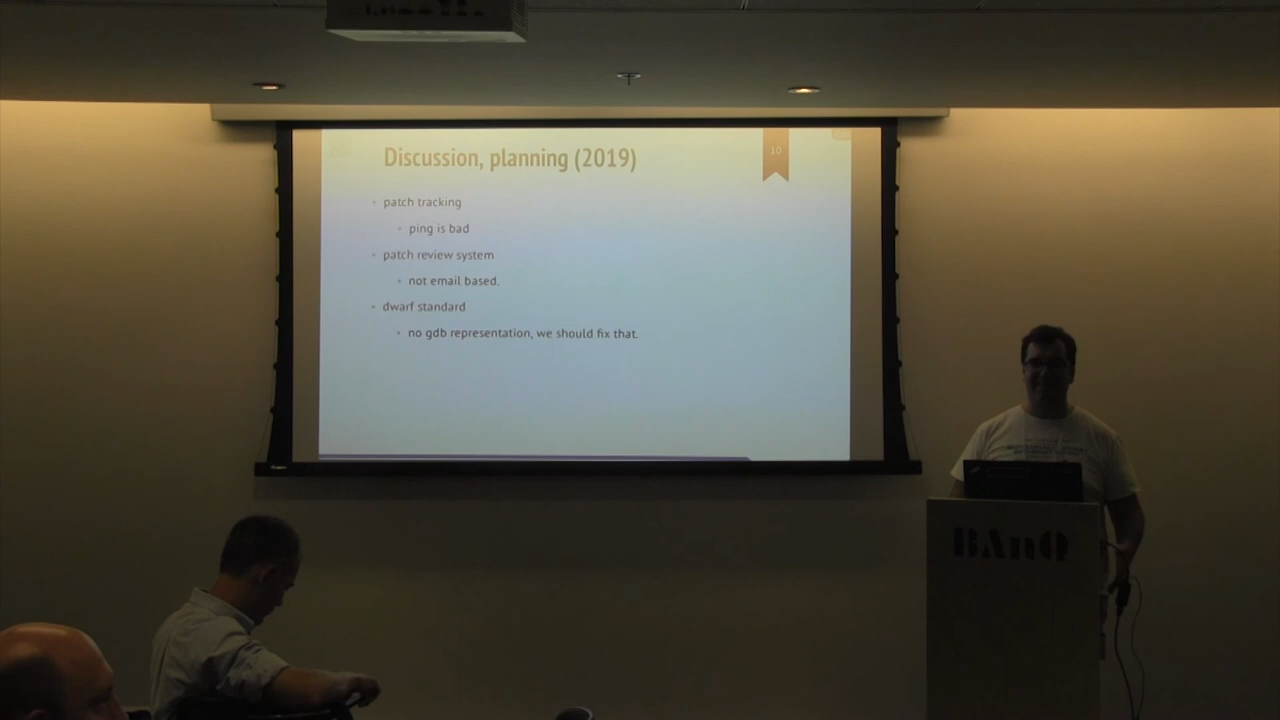 Discussion, planning (2019)
10
patch tracking
ping is bad
patch review system
not email based.
dwarf standard
no gdb representation, we should fix that.
BAnQ